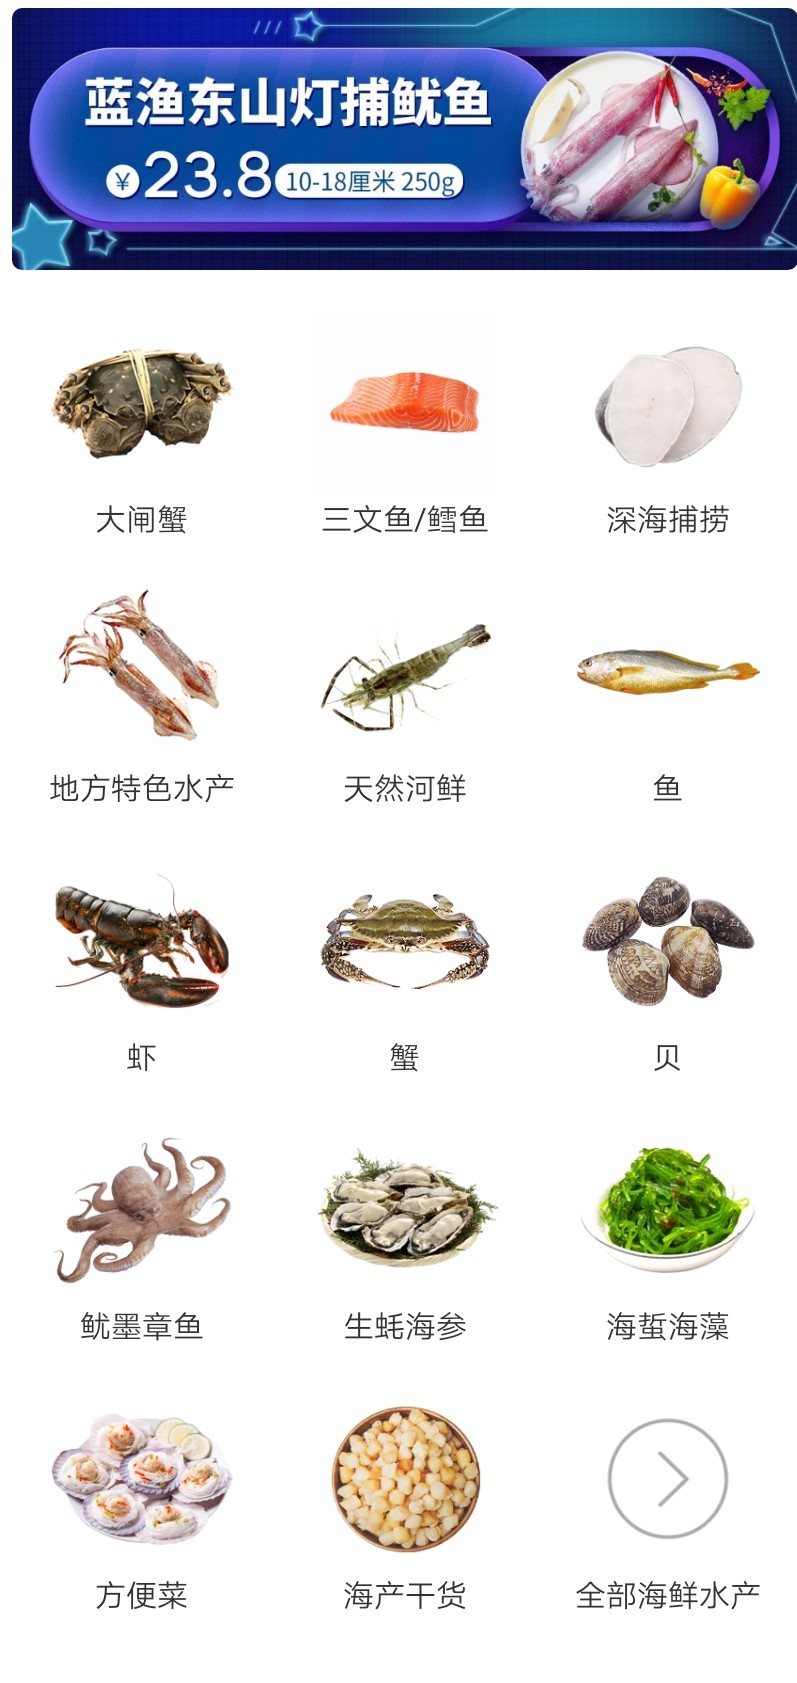 蓝渔东山灯捕鱿鱼
¥23.8 10-18厘米 250g
大闸蟹
三文鱼/鳕鱼
深海捕捞
地方特色水产
天然河鲜
鱼
虾
蟹
贝
鱿墨章鱼
生蚝海参
海蜇海藻
方便菜
海产干货
全部海鲜水产